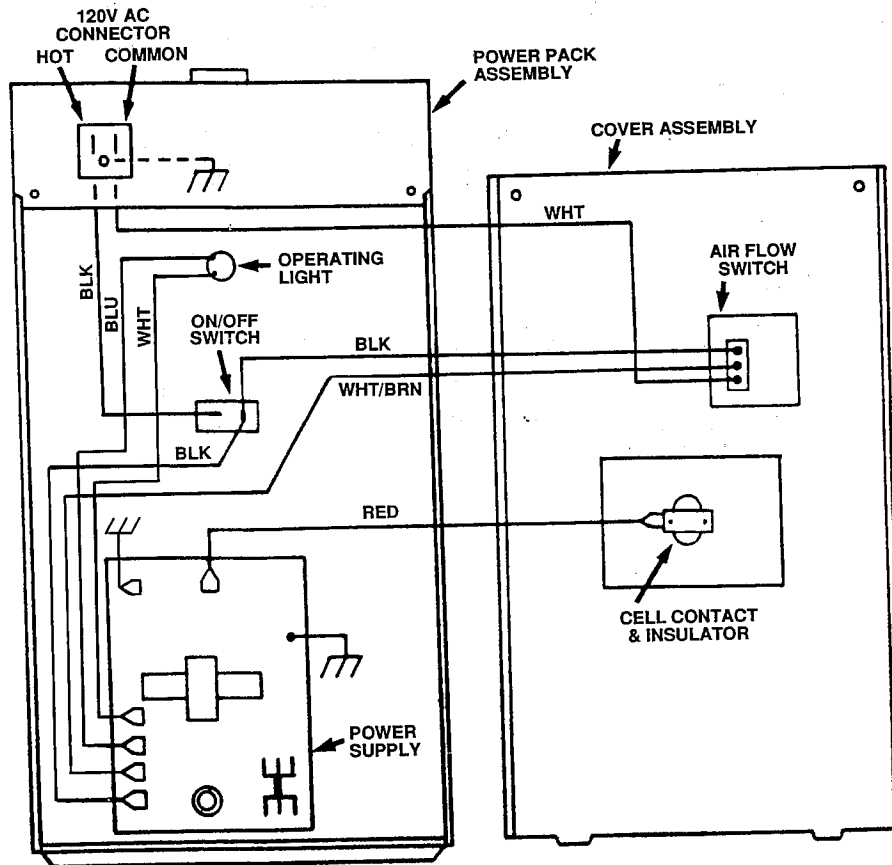 120V AC
CONNECTOR
HOT COMMON
POWER PACK
ASSEMBLY
COVER ASSEMBLY
WHT
OPERATING
LIGHT
AIR FLOW
SWITCH
BLK
BLU
WHT
ON/OFF
SWITCH
BLK
WHT/BRN
BLK
RED
CELL CONTACT
& INSULATOR
POWER
SUPPLY